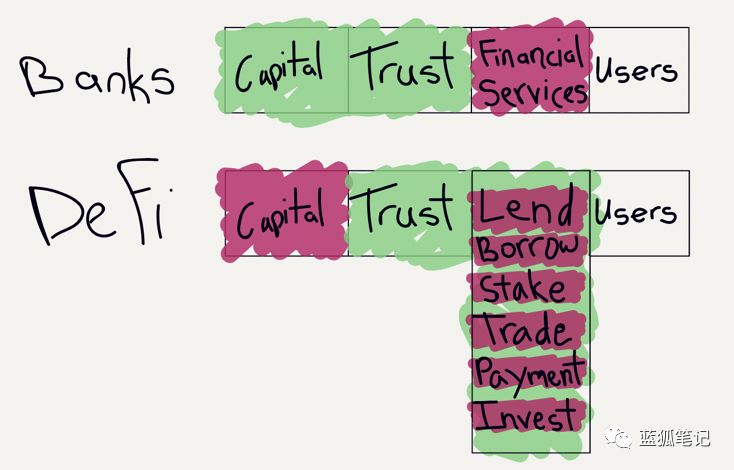 Banks
Capital
Trust
Financial
Services
Users
DeFi
Capital
Trust
Lend
Users
Borrow
Stake
Trade
Payment
Invest
蓝狐笔记